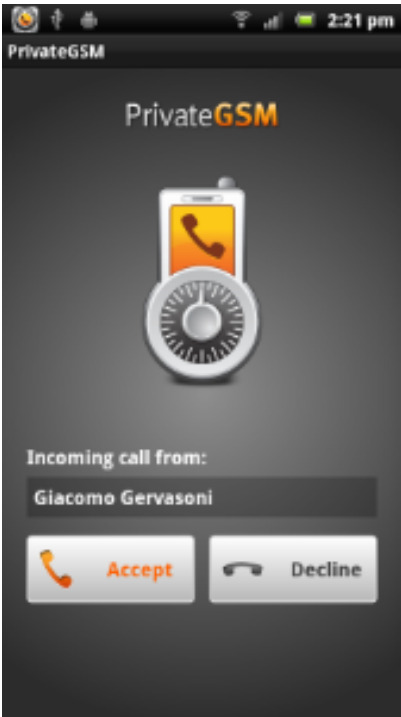 2:21 pm
PrivateGSM
PrivateGSM
Incoming call from:
Giacomo Gervasoni
Accept
Decline